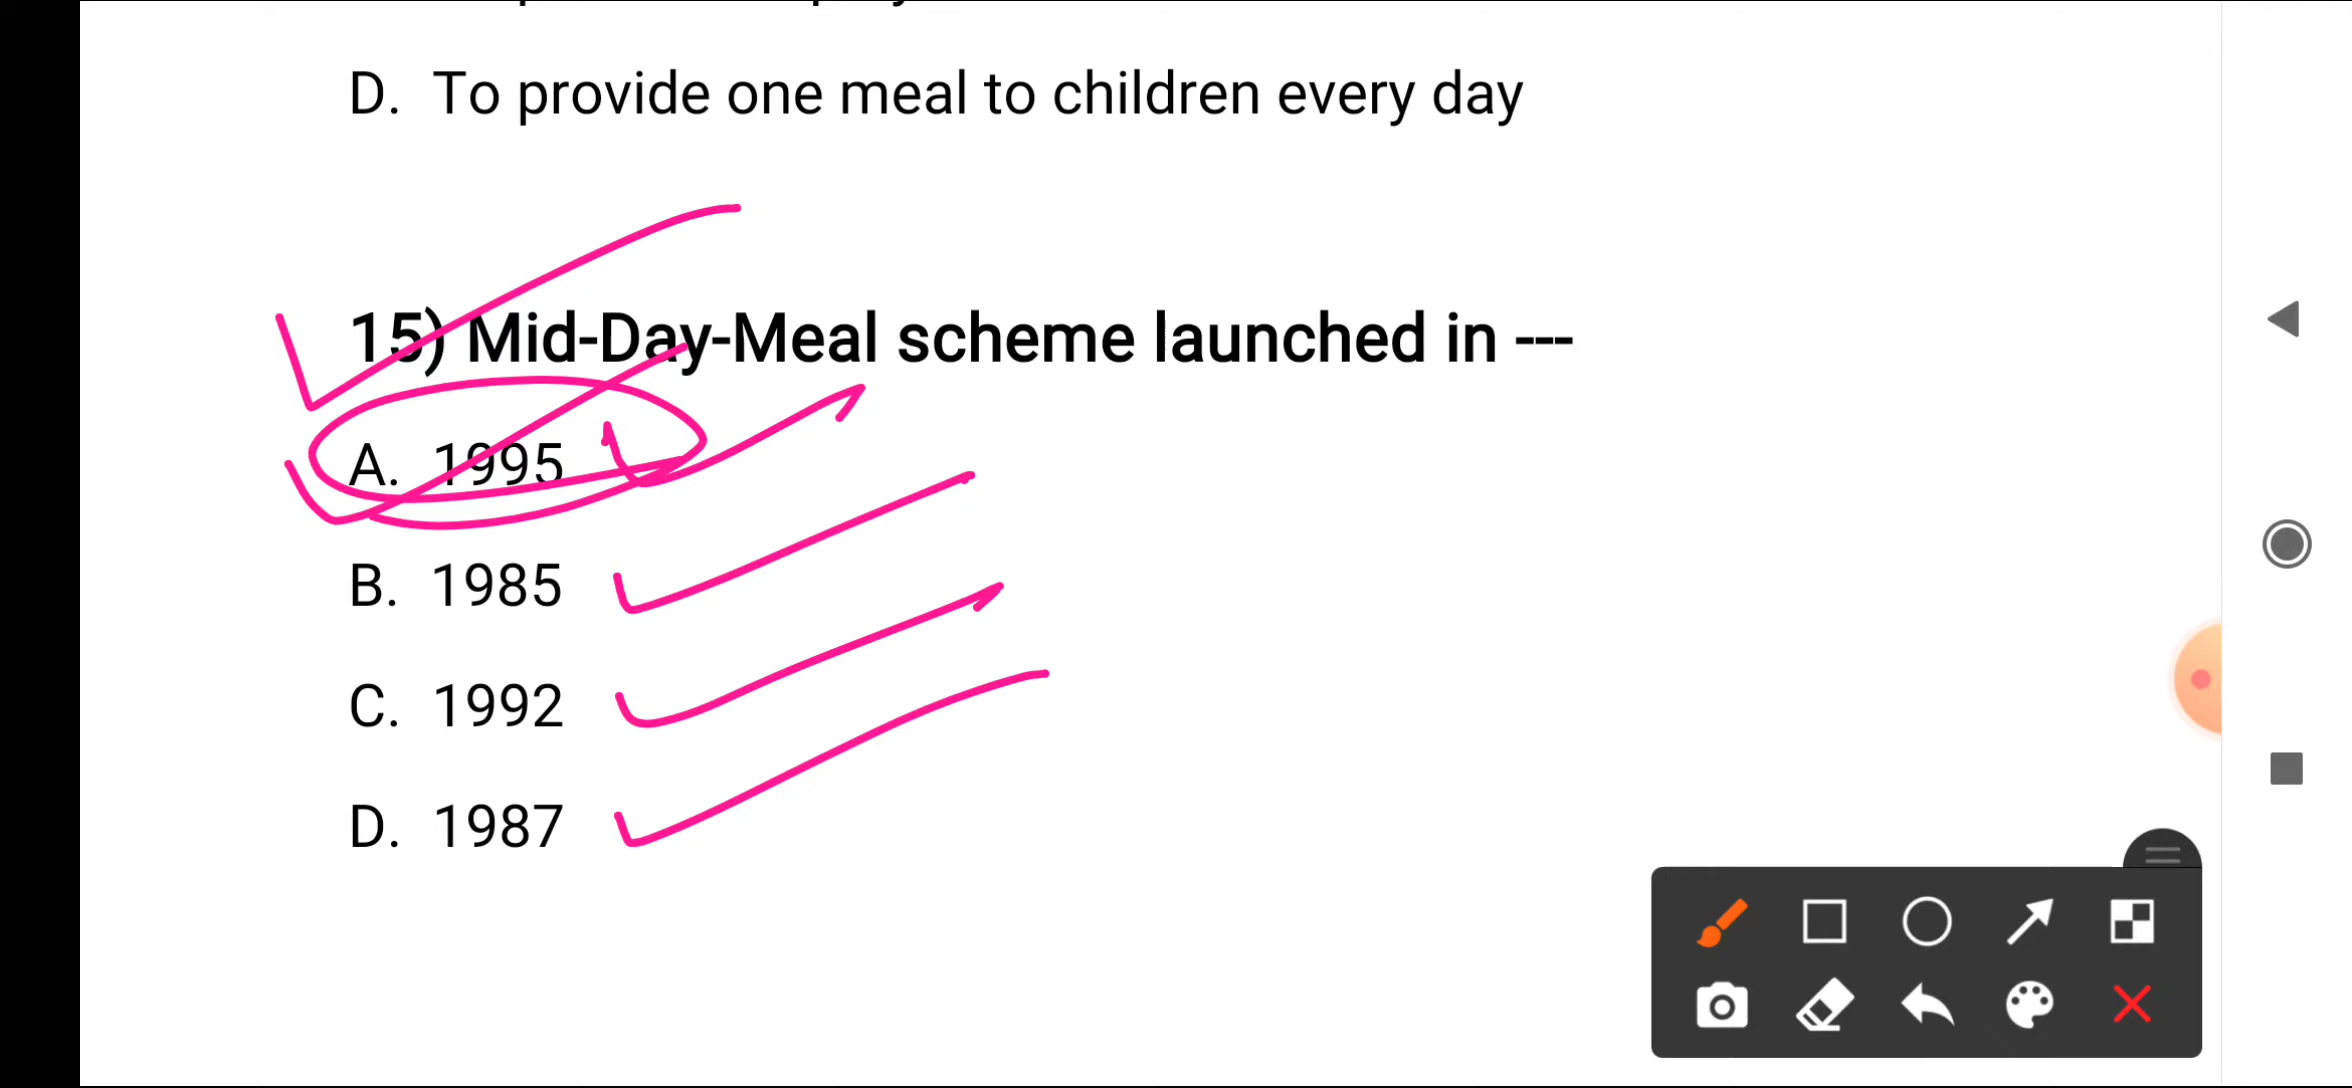 D. To provide one meal to children every day
15) Mid-Day-Meal scheme launched in ---
A. 1995
B. 1985
C. 1992
D. 1987